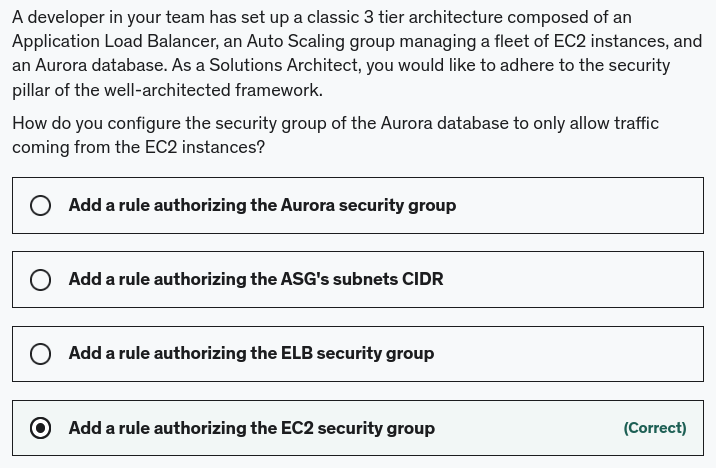 A developer in your team has set up a classic 3 tier architecture composed of an
Application Load Balancer, an Auto Scaling group managing a fleet of EC2 instances, and
an Aurora database. As a Solutions Architect, you would like to adhere to the security
pillar of the well-architected framework.
How do you configure the security group of the Aurora database to only allow traffic
coming from the EC2 instances?
Add a rule authorizing the Aurora security group
Add a rule authorizing the ASG's subnets CIDR
Add a rule authorizing the ELB security group
Add a rule authorizing the EC2 security group (Correct)